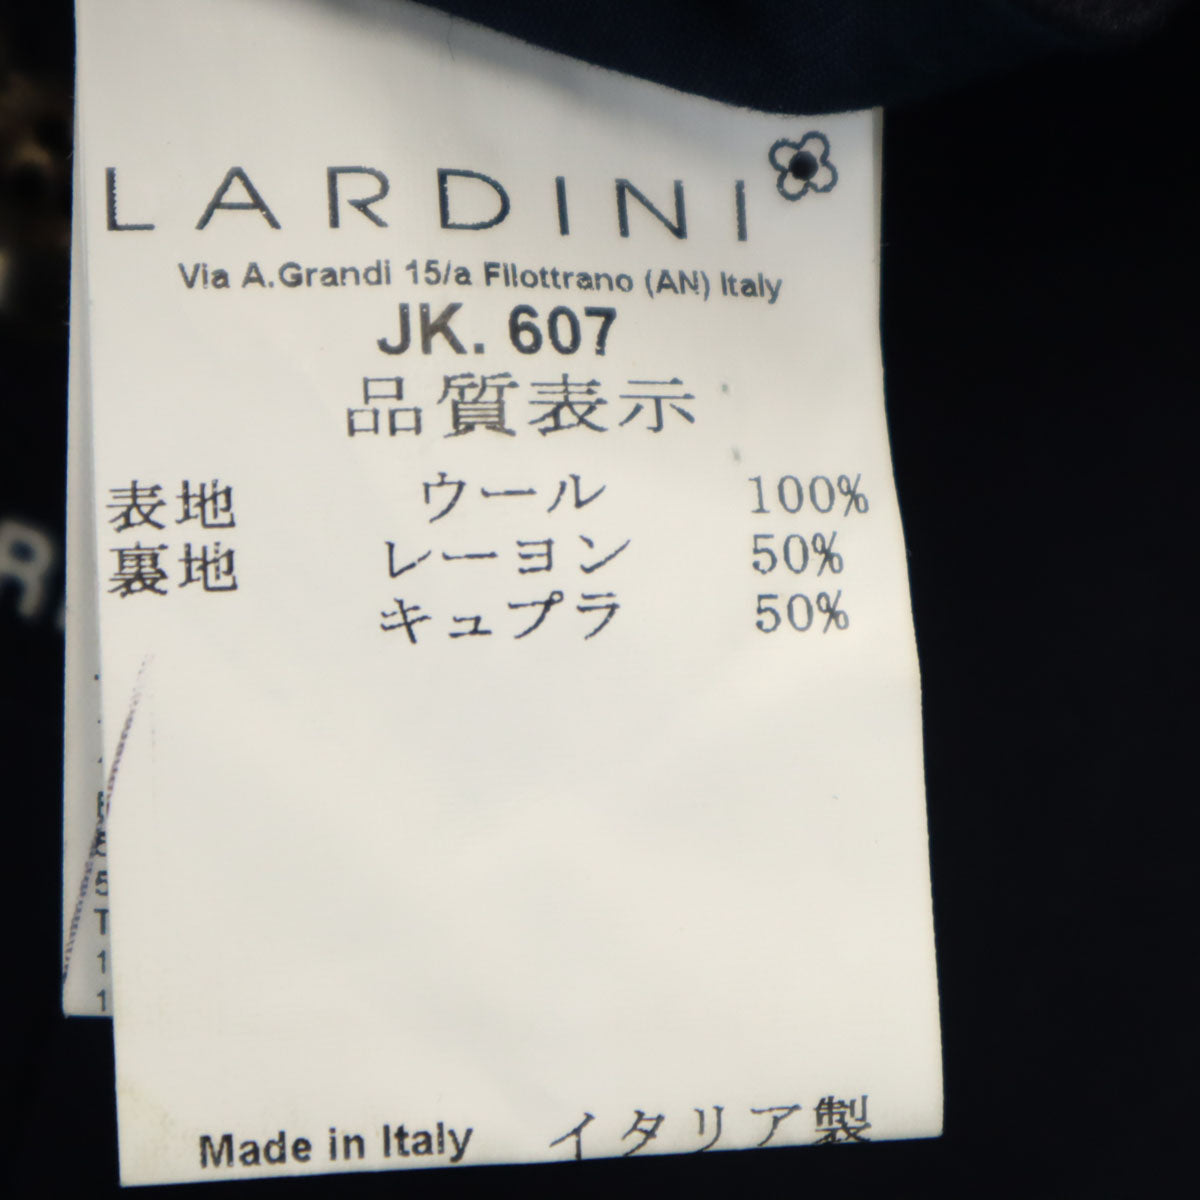 LARDINI
Via A.Grandi 15/a Filottrano (AN) Italy
JK. 607
品質表示
表地 ウール 100%
裏地 レーヨン 50%
キュプラ 50%
Made in Italy イタリア製